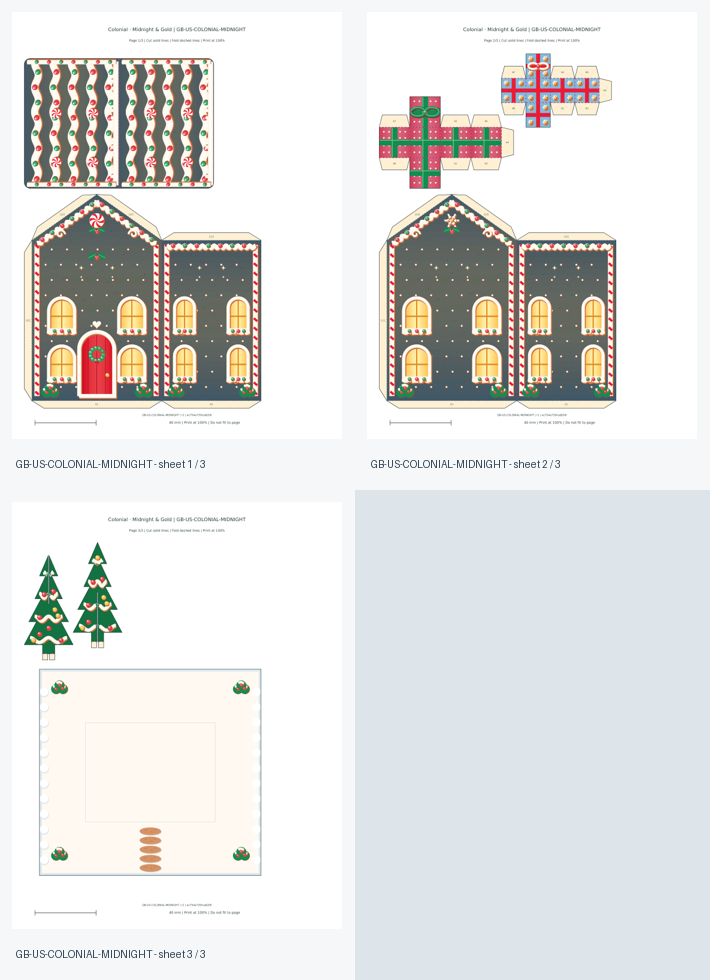 Colonial · Midnight & Gold | GB-US-COLONIAL-MIDNIGHT
Page 1/3 | Cut solid lines | Fold dashed lines | Print at 100%
40 mm | Print at 100% | Do not fit to page
GB-US-COLONIAL-MIDNIGHT - sheet 1 / 3
Colonial · Midnight & Gold | GB-US-COLONIAL-MIDNIGHT
Page 2/3 | Cut solid lines | Fold dashed lines | Print at 100%
40 mm | Print at 100% | Do not fit to page
GB-US-COLONIAL-MIDNIGHT - sheet 2 / 3
Colonial · Midnight & Gold | GB-US-COLONIAL-MIDNIGHT
Page 3/3 | Cut solid lines | Fold dashed lines | Print at 100%
40 mm | Print at 100% | Do not fit to page
GB-US-COLONIAL-MIDNIGHT - sheet 3 / 3